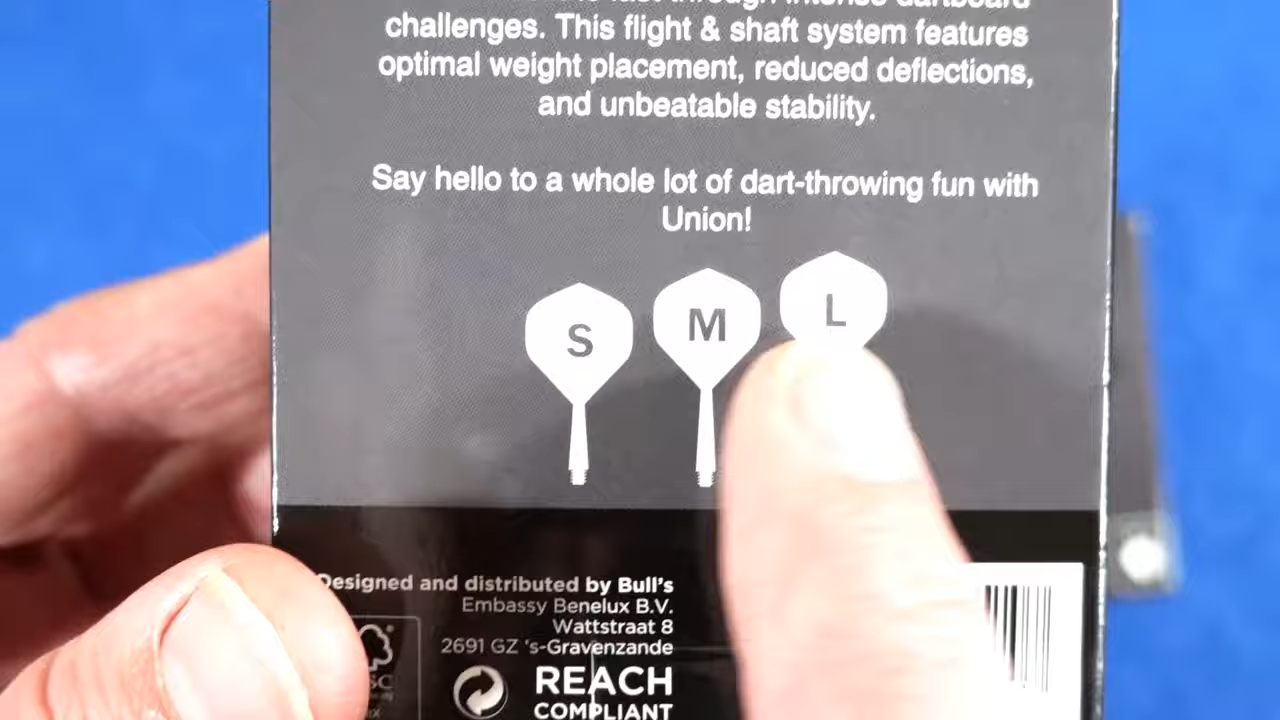 challenges. This flight & shaft system features
optimal weight placement, reduced deflections,
and unbeatable stability.
Say hello to a whole lot of dart-throwing fun with
Union!
S M L
Designed and distributed by Bull's
Embassy Benelux B.V.
Wattstraat 8
2691 GZ 's-Gravenzande
REACH
COMPLIANT